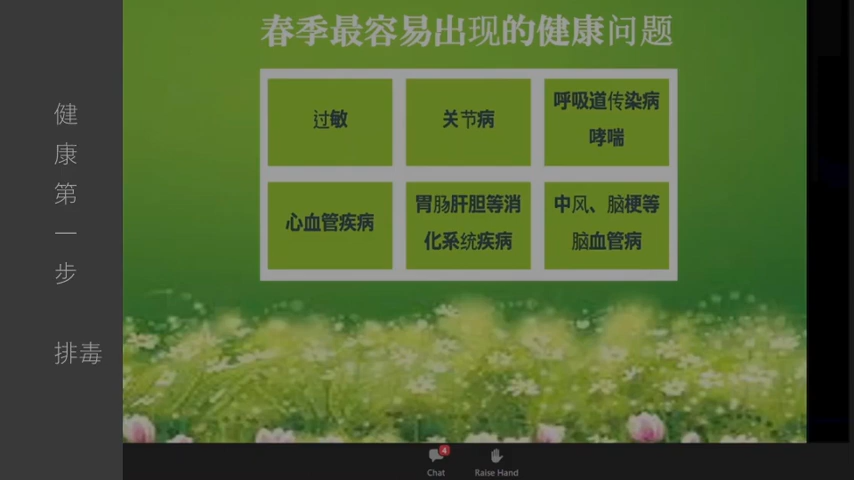 春季最容易出现的健康问题
过敏
关节病
呼吸道传染病
哮喘
心血管疾病
胃肠肝胆等消
化系统疾病
中风、脑梗等
脑血管病
健
康
第
一
步
排毒
4
Chat
Raise Hand